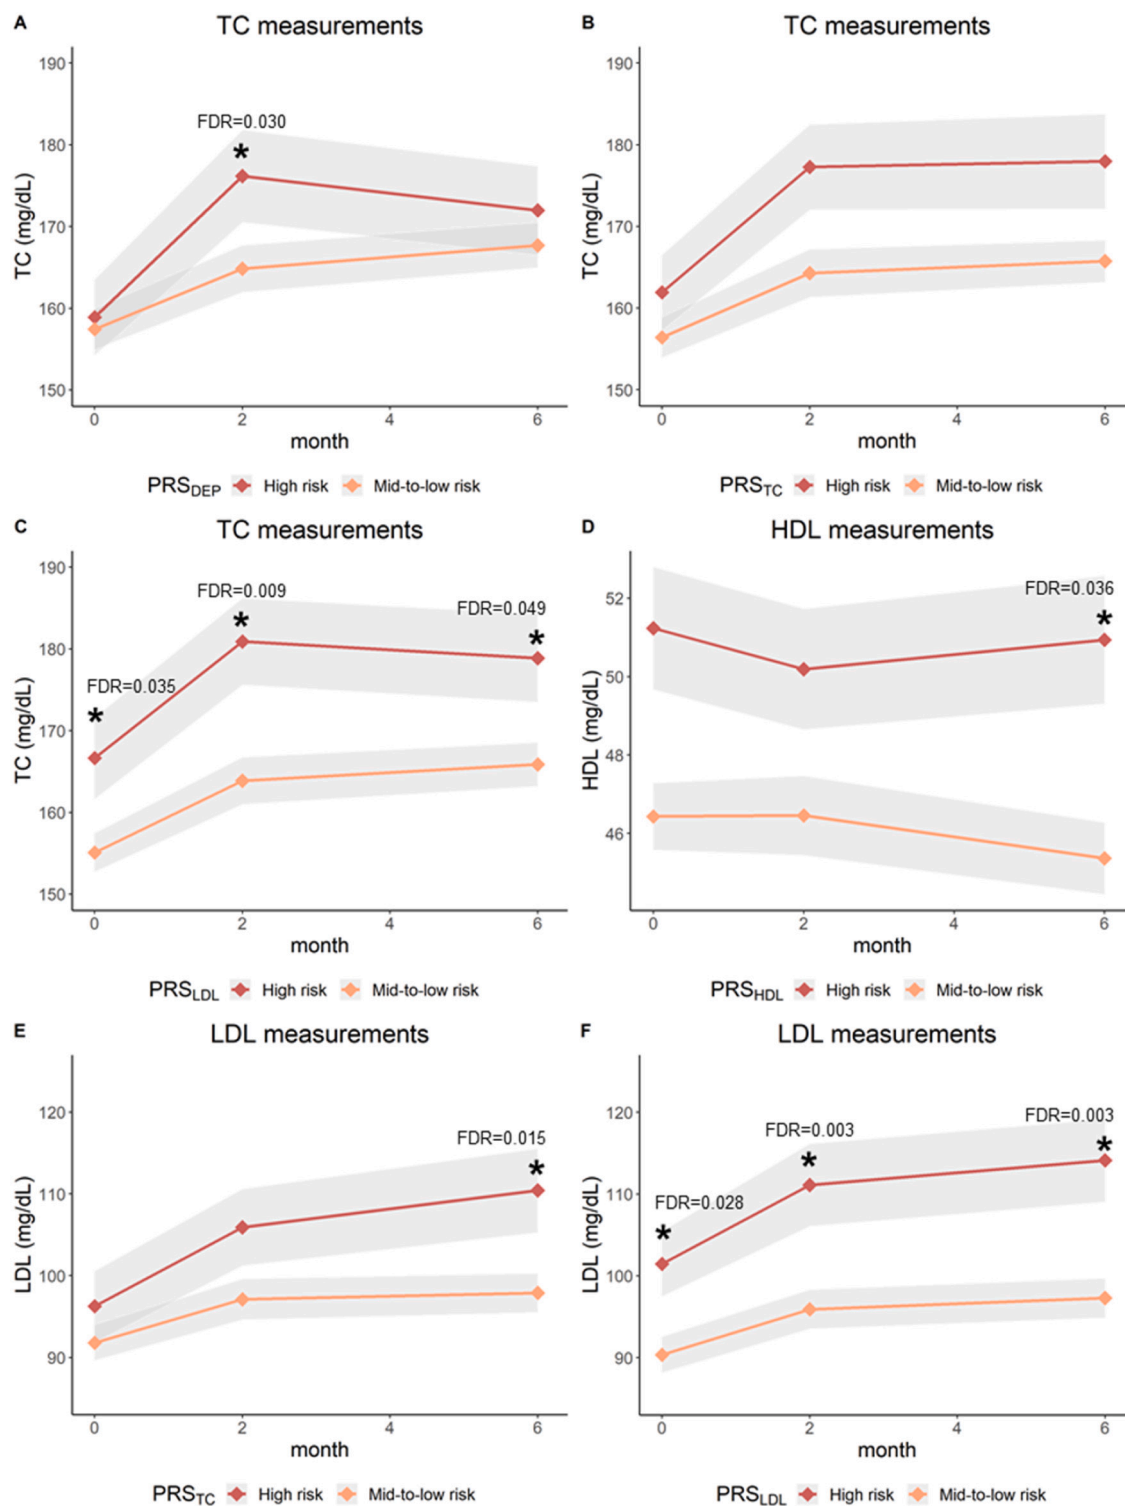 A TC measurements
190
180
170
160
150
TC (mg/dL)
FDR=0.030
*
0 2 4 6
month
PRSDEP High risk Mid-to-low risk
B TC measurements
190
180
170
160
150
TC (mg/dL)
0 2 4 6
month
PRSTC High risk Mid-to-low risk
C TC measurements
190
180
170
160
150
TC (mg/dL)
FDR=0.035
*
FDR=0.009
*
FDR=0.049
*
0 2 4 6
month
PRSLDL High risk Mid-to-low risk
D HDL measurements
52
50
48
46
HDL (mg/dL)
FDR=0.036
*
0 2 4 6
month
PRSHDL High risk Mid-to-low risk
E LDL measurements
120
110
100
90
LDL (mg/dL)
FDR=0.015
*
0 2 4 6
month
PRSTC High risk Mid-to-low risk
F LDL measurements
120
110
100
90
LDL (mg/dL)
FDR=0.028
*
FDR=0.003
*
FDR=0.003
*
0 2 4 6
month
PRSLDL High risk Mid-to-low risk